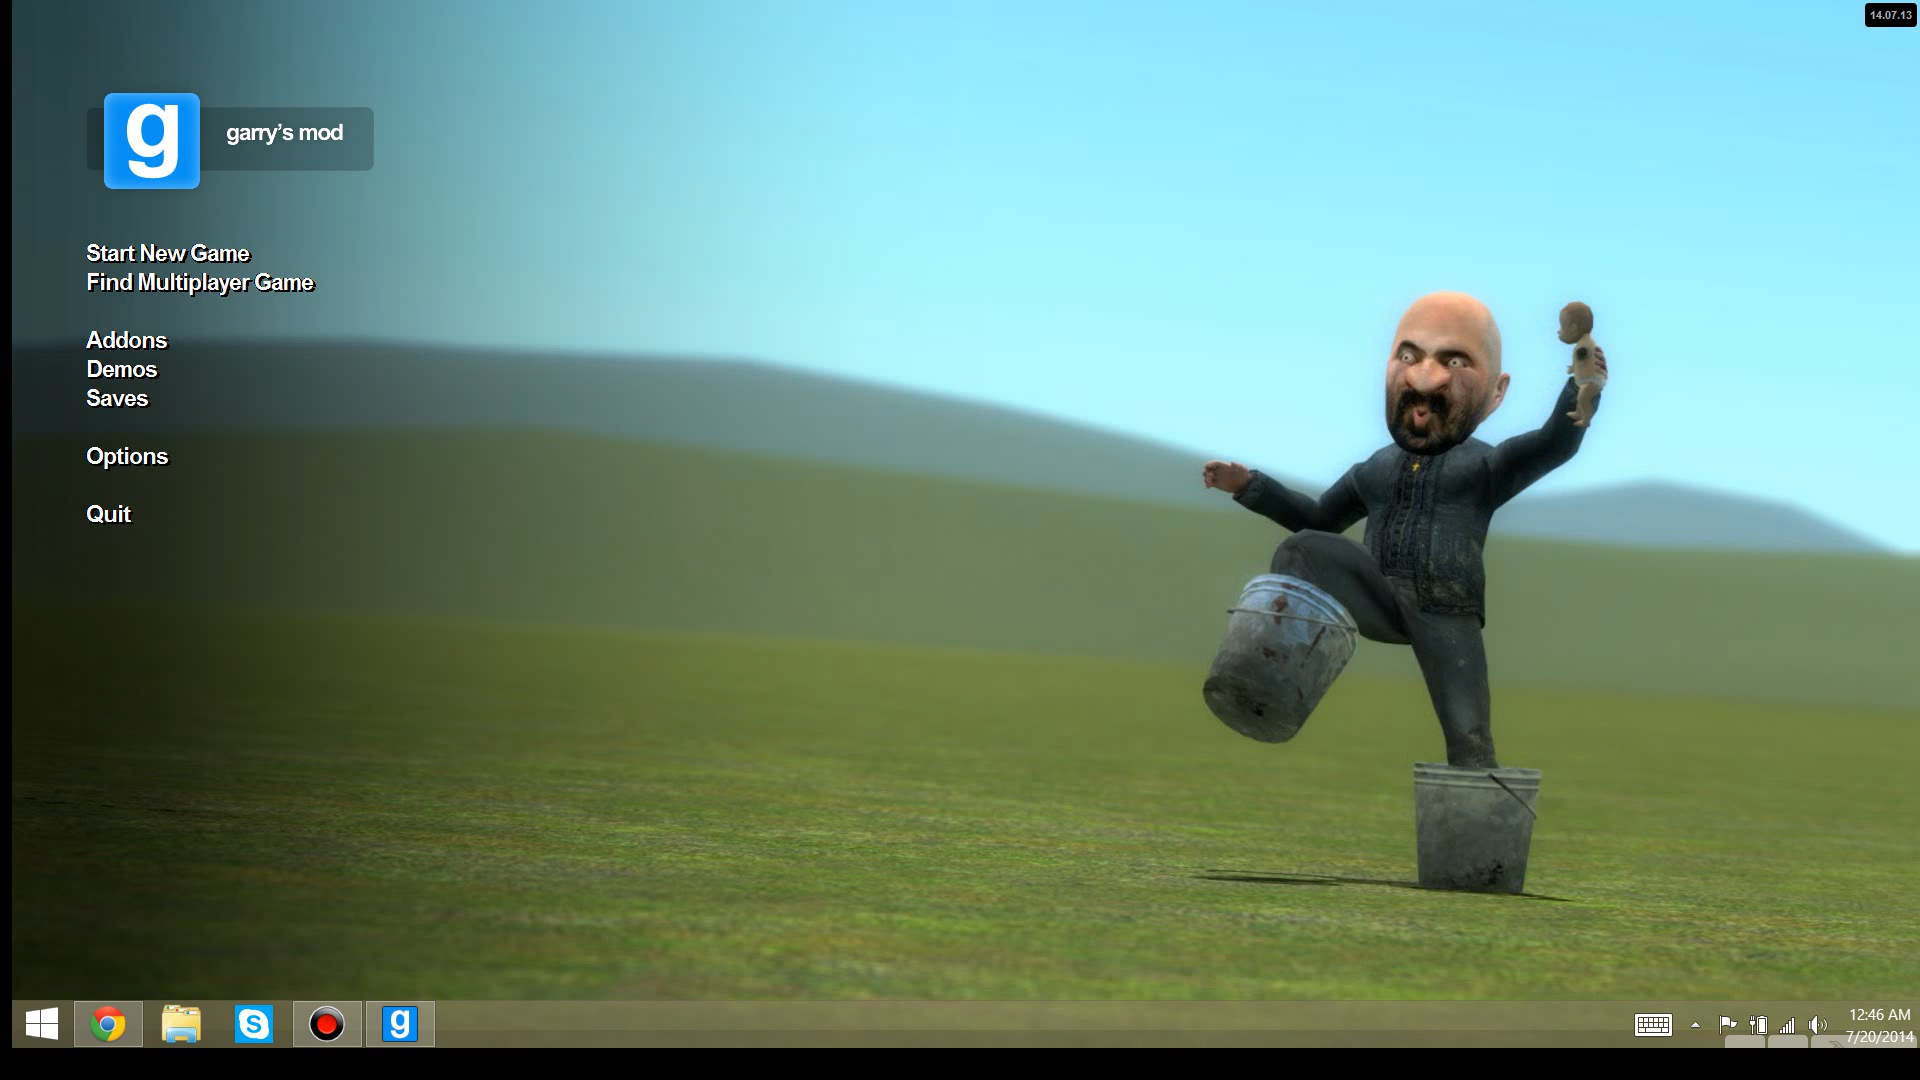 14.07.13
g
garry's mod
Start New Game
Find Multiplayer Game
Addons
Demos
Saves
Options
Quit
S
g
12:46 AM
7/20/2014